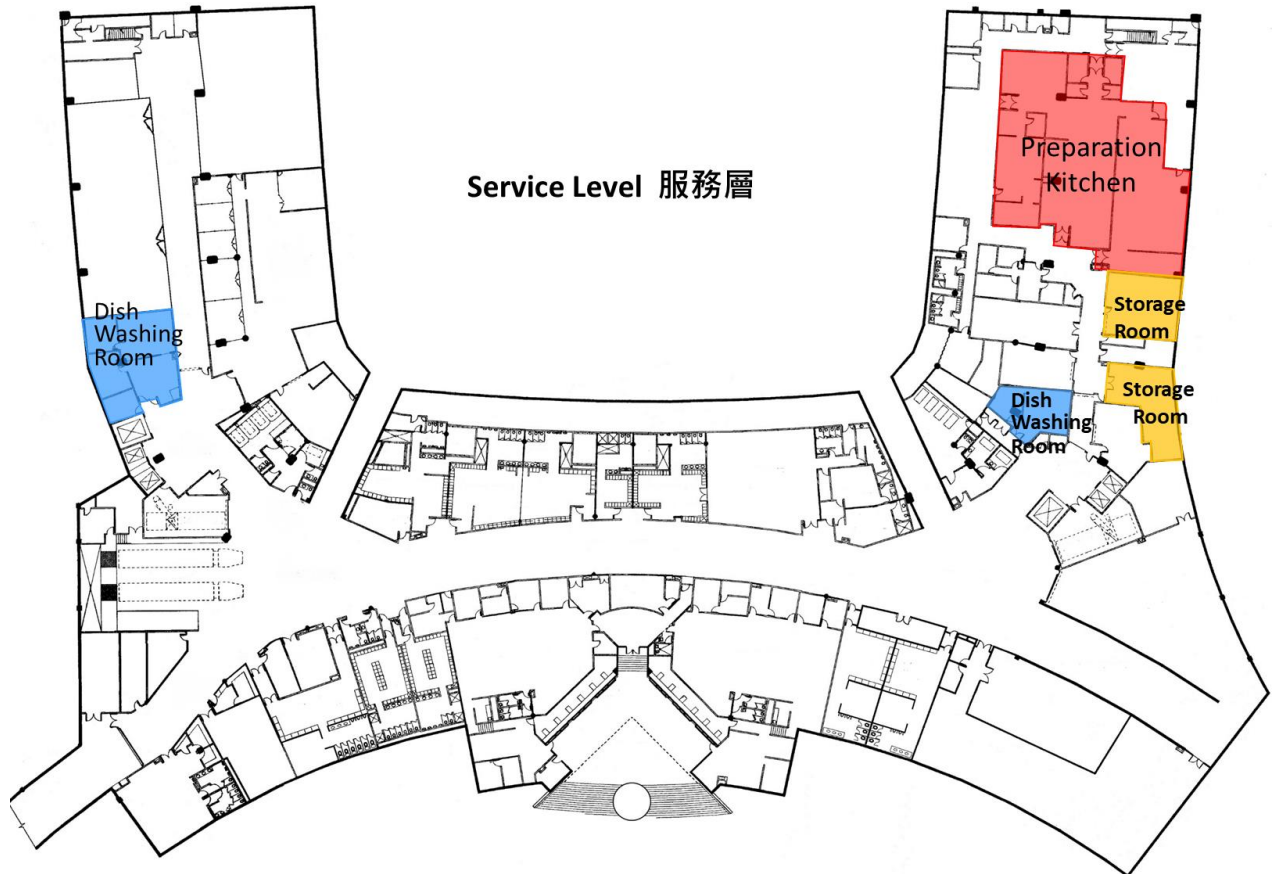 Service Level 服務層
Preparation
Kitchen
Dish
Washing
Room
Storage
Room
Storage
Room
Dish
Washing
Room